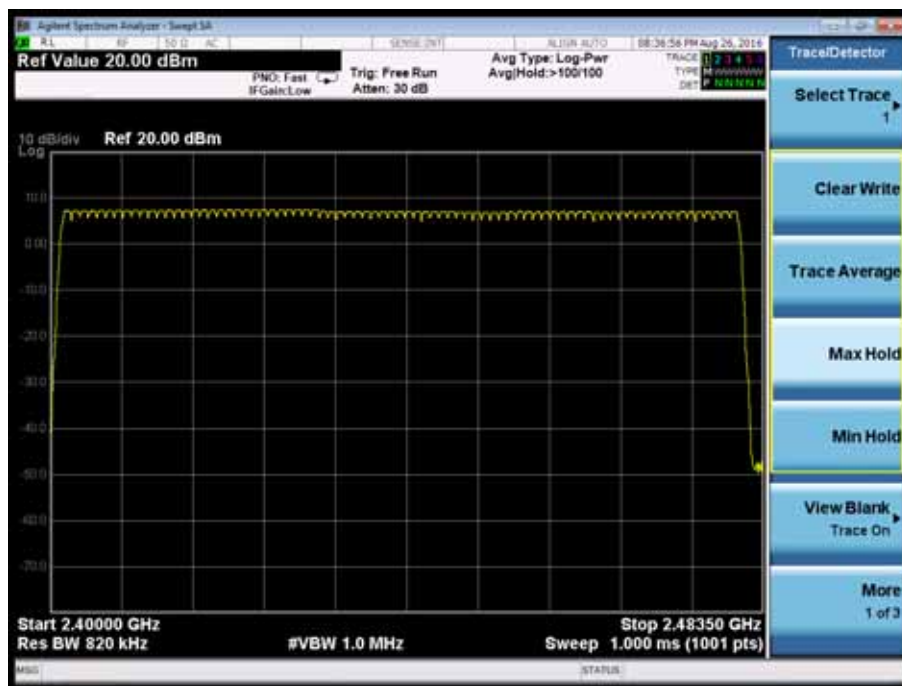 Agilent Spectrum Analyzer - Swept SA
RL RF 50 Ω AC SENSE:INT ALIGN AUTO 08:36:56 PM Aug 26, 2016
Ref Value 20.00 dBm
PNO: Fast
IFGain:Low
Trig: Free Run
Atten: 30 dB
Avg Type: Log-Pwr
Avg|Hold:>100/100
TRACE 1 2 3 4 5 6
TYPE M
DET P N N N N N
Trace/Detector
Select Trace
1
Clear Write
Trace Average
Max Hold
Min Hold
View Blank
Trace On
More
1 of 3
10 dB/div Ref 20.00 dBm
Log
10.0
0.00
-10.0
-20.0
-30.0
-50.0
-60.0
-70.0
Start 2.40000 GHz Stop 2.48350 GHz
Res BW 820 kHz #VBW 1.0 MHz Sweep 1.000 ms (1001 pts)
MSG STATUS